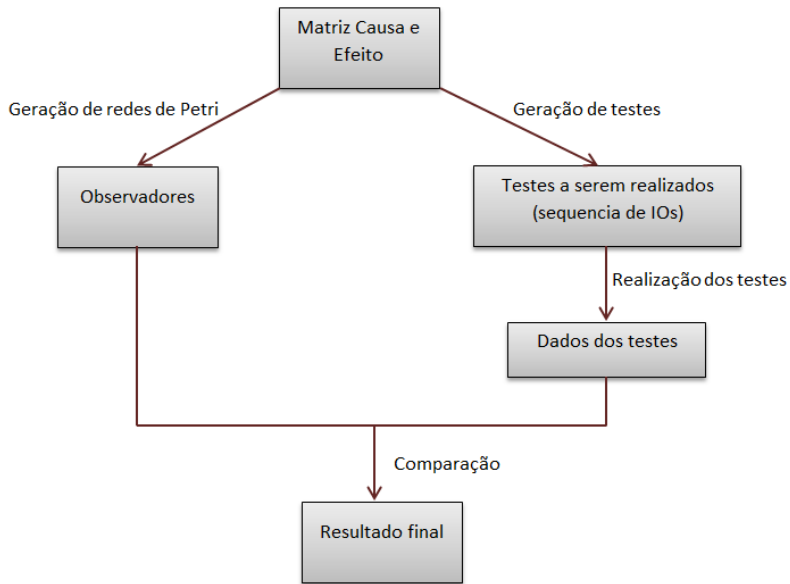 Matriz Causa e
Efeito
Geração de redes de Petri
Geração de testes
Observadores
Testes a serem realizados
(sequencia de IOs)
Realização dos testes
Dados dos testes
Comparação
Resultado final